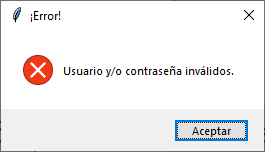 ¡Error!
Usuario y/o contraseña inválidos.
Aceptar